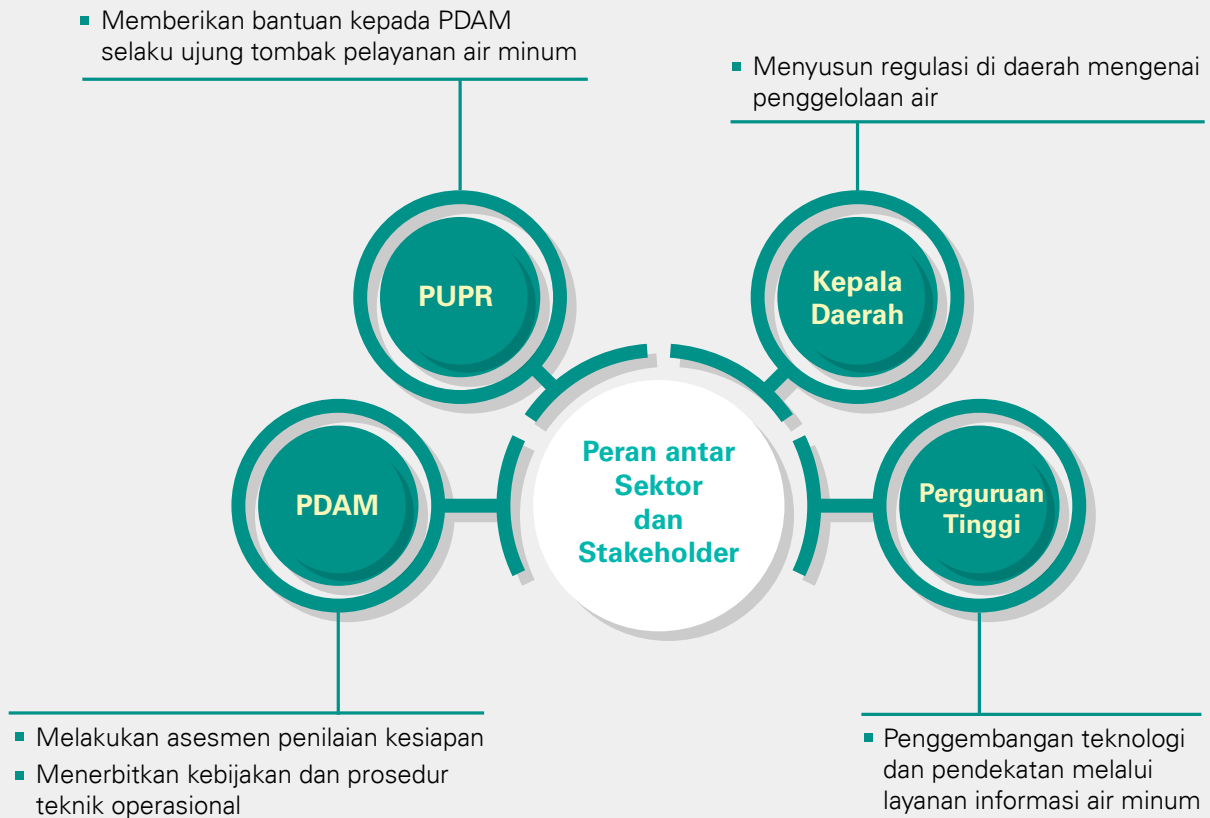 ▪ Memberikan bantuan kepada PDAM
selaku ujung tombak pelayanan air minum
▪ Menyusun regulasi di daerah mengenai
penggelolaan air
PUPR
Kepala
Daerah
PDAM
Peran antar
Sektor
dan
Stakeholder
Perguruan
Tinggi
▪ Melakukan asesmen penilaian kesiapan
▪ Menerbitkan kebijakan dan prosedur
teknik operasional
▪ Penggembangan teknologi
dan pendekatan melalui
layanan informasi air minum